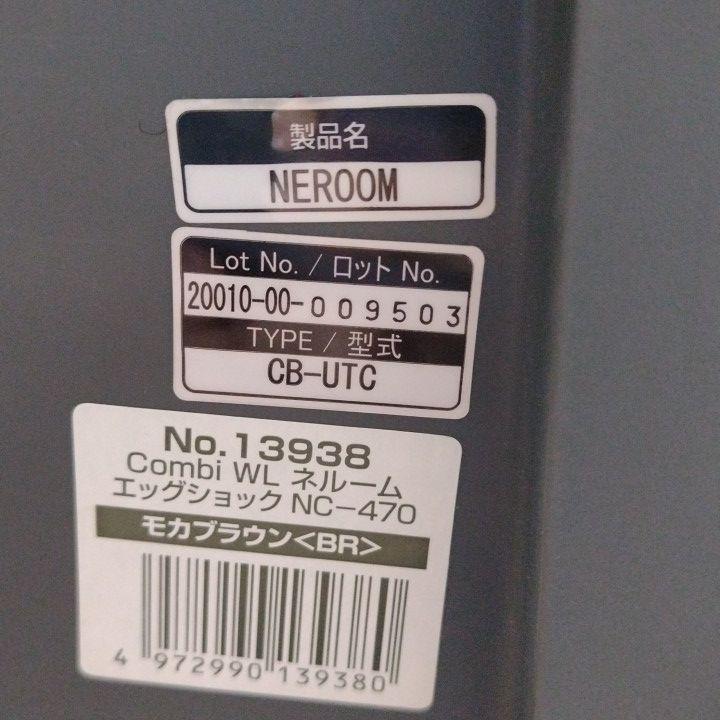 製品名
NEROOM
Lot No. / ロット No.
20010-00-009503
TYPE / 型式
CB-UTC
No.13938
Combi WL ネルーム
エッグショック NC-470
モカブラウン<BR>
4 972990 139380